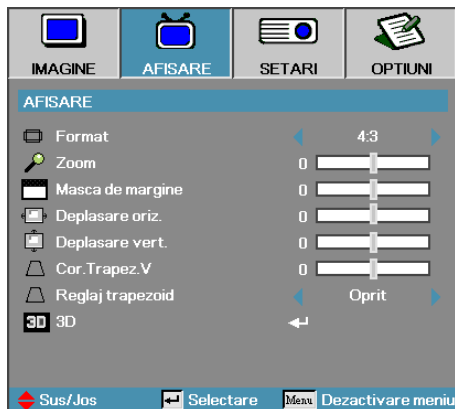 IMAGINE AFISARE SETARI OPTIUNI
AFISARE
Format 4:3
Zoom 0
Masca de margine 0
Deplasare oriz. 0
Deplasare vert. 0
Cor.Trapez.V 0
Reglaj trapezoid Oprit
3D 3D
Sus/Jos Selectare Menu Dezactivare meniu